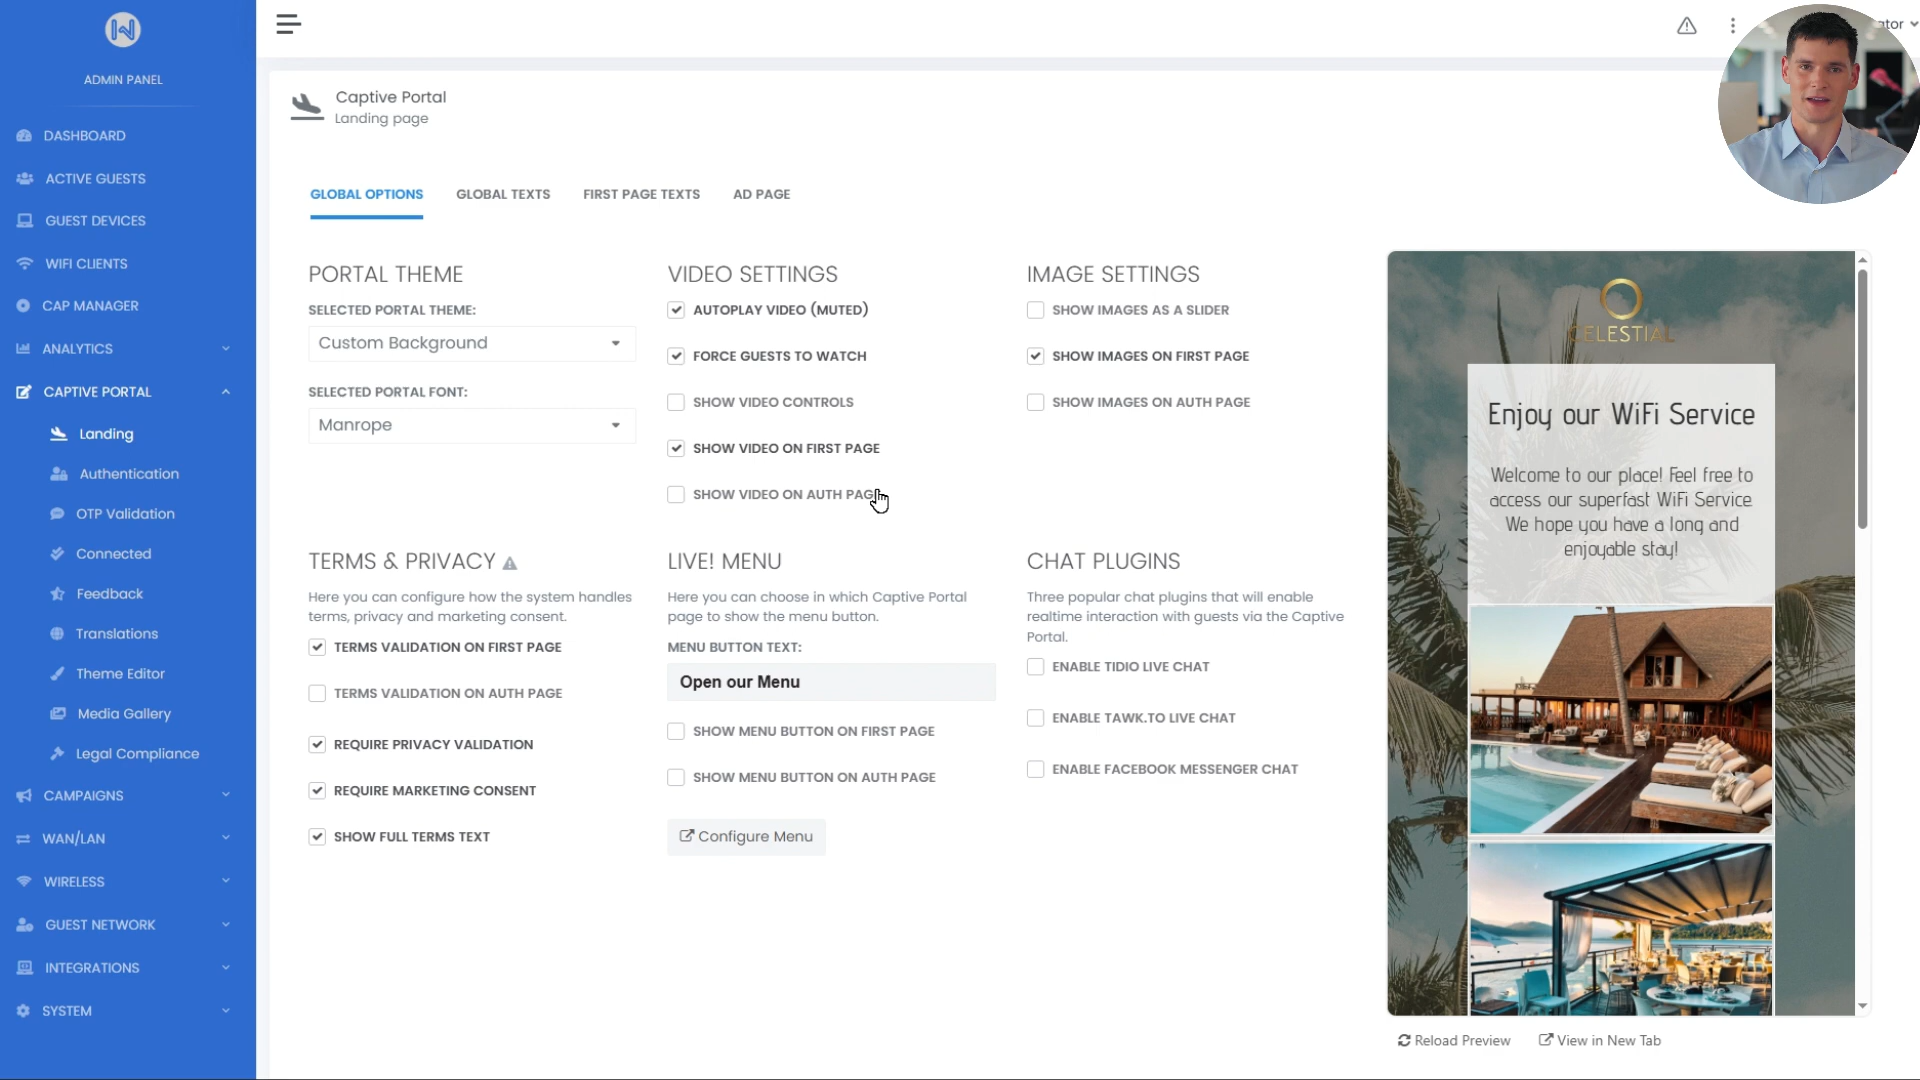 ator
ADMIN PANEL
DASHBOARD
ACTIVE GUESTS
GUEST DEVICES
WIFI CLIENTS
CAP MANAGER
ANALYTICS
CAPTIVE PORTAL
Landing
Authentication
OTP Validation
Connected
Feedback
Translations
Theme Editor
Media Gallery
Legal Compliance
CAMPAIGNS
WAN/LAN
WIRELESS
GUEST NETWORK
INTEGRATIONS
SYSTEM
Captive Portal
Landing page
GLOBAL OPTIONS GLOBAL TEXTS FIRST PAGE TEXTS AD PAGE
PORTAL THEME
SELECTED PORTAL THEME:
Custom Background
SELECTED PORTAL FONT:
Manrope
VIDEO SETTINGS
AUTOPLAY VIDEO (MUTED)
FORCE GUESTS TO WATCH
SHOW VIDEO CONTROLS
SHOW VIDEO ON FIRST PAGE
SHOW VIDEO ON AUTH PAGE
IMAGE SETTINGS
SHOW IMAGES AS A SLIDER
SHOW IMAGES ON FIRST PAGE
SHOW IMAGES ON AUTH PAGE
TERMS & PRIVACY
Here you can configure how the system handles
terms, privacy and marketing consent.
TERMS VALIDATION ON FIRST PAGE
TERMS VALIDATION ON AUTH PAGE
REQUIRE PRIVACY VALIDATION
REQUIRE MARKETING CONSENT
SHOW FULL TERMS TEXT
LIVE! MENU
Here you can choose in which Captive Portal
page to show the menu button.
MENU BUTTON TEXT:
Open our Menu
SHOW MENU BUTTON ON FIRST PAGE
SHOW MENU BUTTON ON AUTH PAGE
Configure Menu
CHAT PLUGINS
Three popular chat plugins that will enable
realtime interaction with guests via the Captive
Portal.
ENABLE TIDIO LIVE CHAT
ENABLE TAWK.TO LIVE CHAT
ENABLE FACEBOOK MESSENGER CHAT
CELESTIAL
Enjoy our WiFi Service
Welcome to our place! Feel free to
access our superfast WiFi Service.
We hope you have a long and
enjoyable stay!
Reload Preview View in New Tab